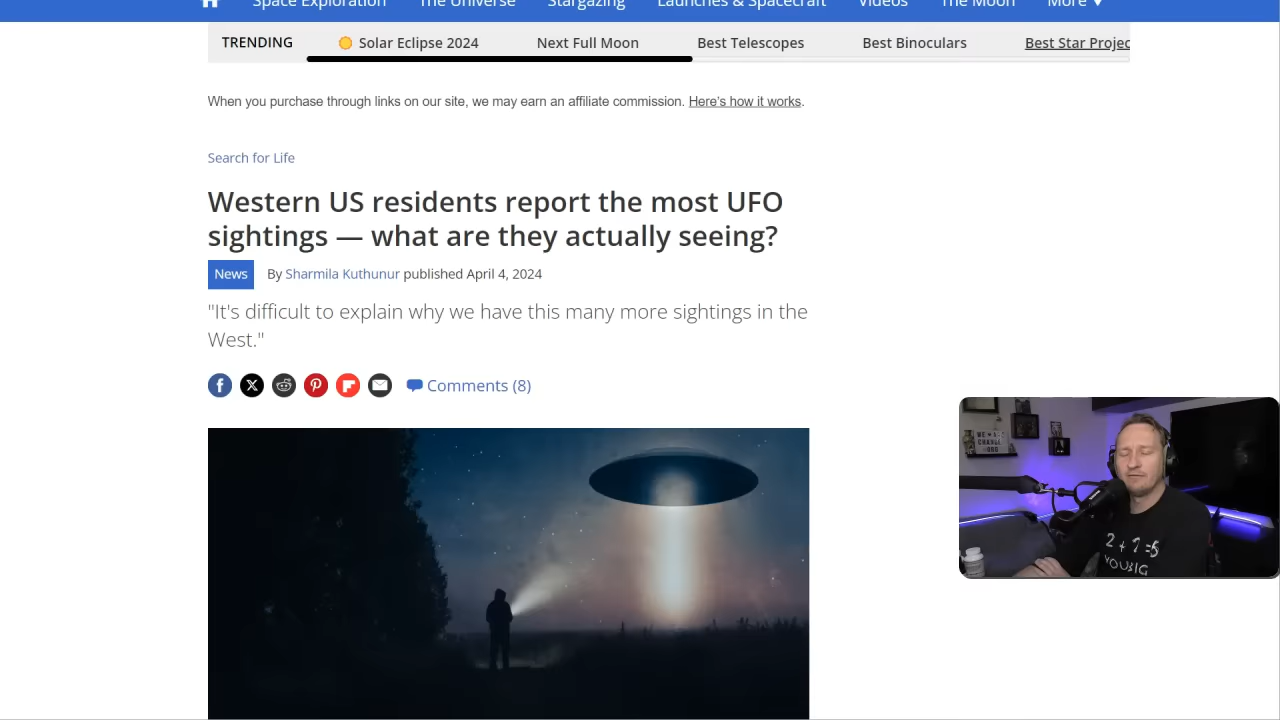 Space Exploration The Universe Stargazing Launches & Spacecraft Videos The Moon More ▼
TRENDING Solar Eclipse 2024 Next Full Moon Best Telescopes Best Binoculars Best Star Projec
When you purchase through links on our site, we may earn an affiliate commission. Here's how it works.
Search for Life
Western US residents report the most UFO
sightings — what are they actually seeing?
News By Sharmila Kuthunur published April 4, 2024
"It's difficult to explain why we have this many more sightings in the
West."
Comments (8)
2 + ? = 5